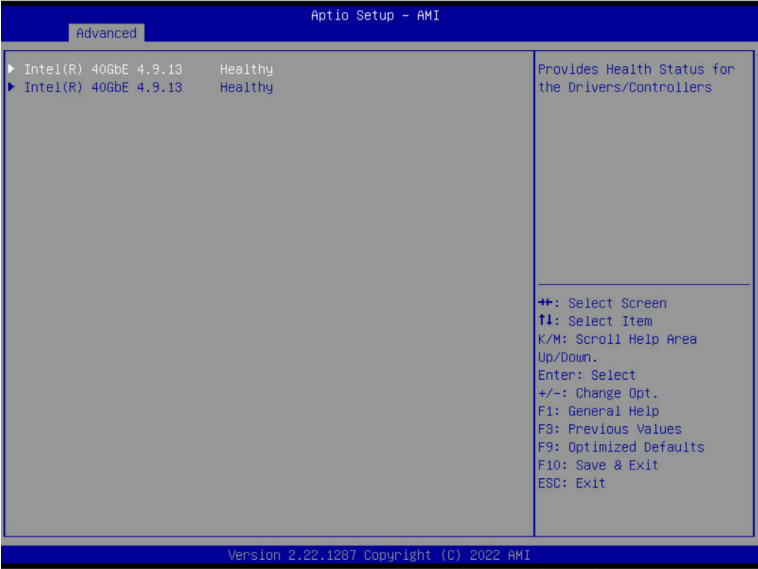 Aptio Setup – AMI
Advanced
Intel(R) 40GbE 4.9.13 Healthy
Intel(R) 40GbE 4.9.13 Healthy
Provides Health Status for
the Drivers/Controllers
→←: Select Screen
↑↓: Select Item
K/M: Scroll Help Area
Up/Down.
Enter: Select
+/-: Change Opt.
F1: General Help
F3: Previous Values
F9: Optimized Defaults
F10: Save & Exit
ESC: Exit
Version 2.22.1287 Copyright (C) 2022 AMI